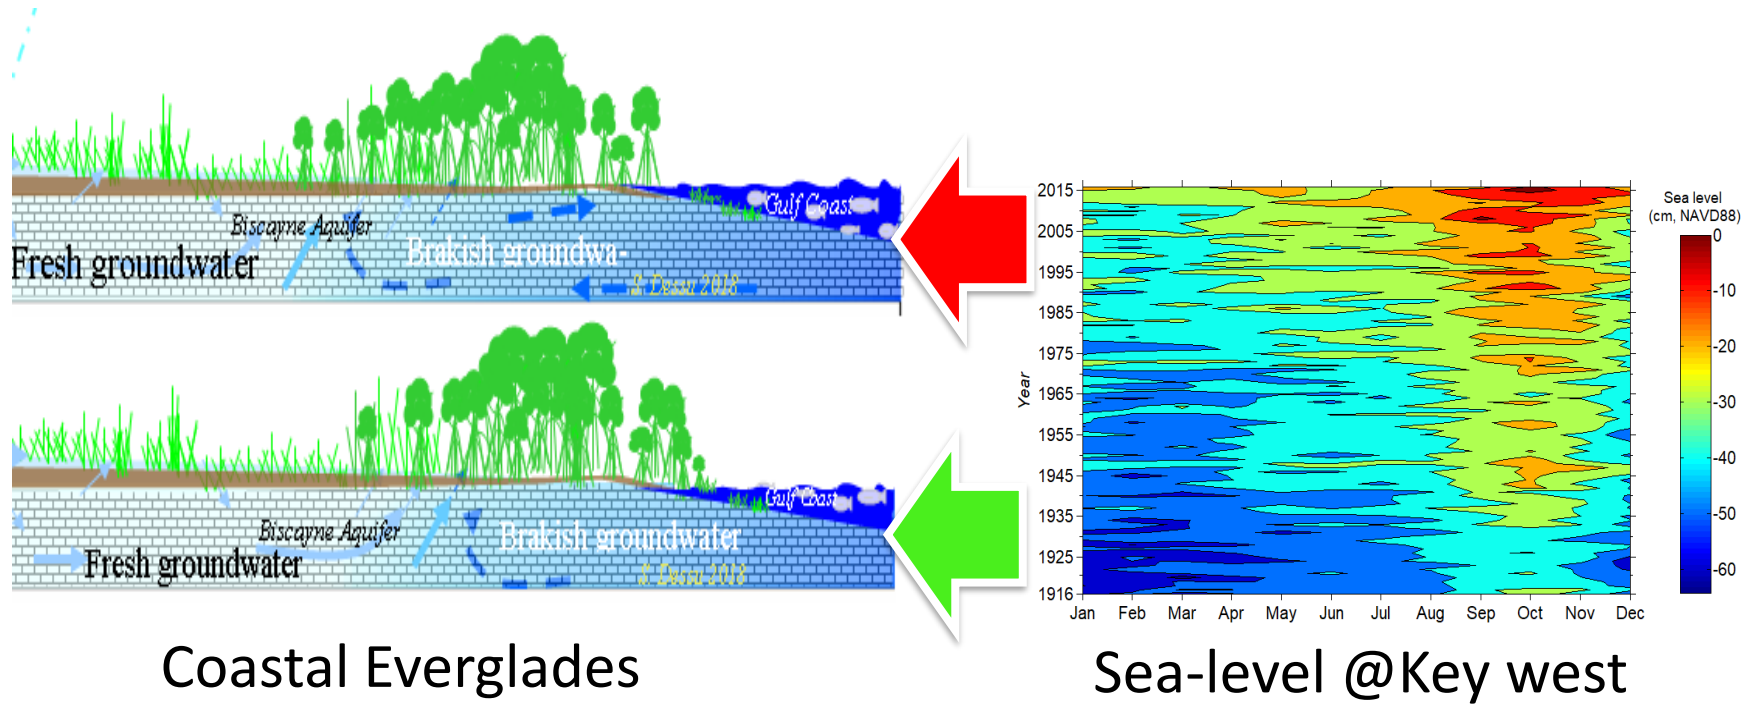 Biscayne Aquifer
Gulf Coast
Fresh groundwater
Brakish groundwa-
S. Dessu 2018
Gulf Coast
Biscayne Aquifer
Brakish groundwater
Fresh groundwater
S. Dessu 2018
Coastal Everglades
Year
2015
2005
1995
1985
1975
1965
1955
1945
1935
1925
1916
Jan Feb Mar Apr May Jun Jul Aug Sep Oct Nov Dec
Sea level
(cm, NAVD88)
0
-10
-20
-30
-40
-50
-60
Sea-level @Key west